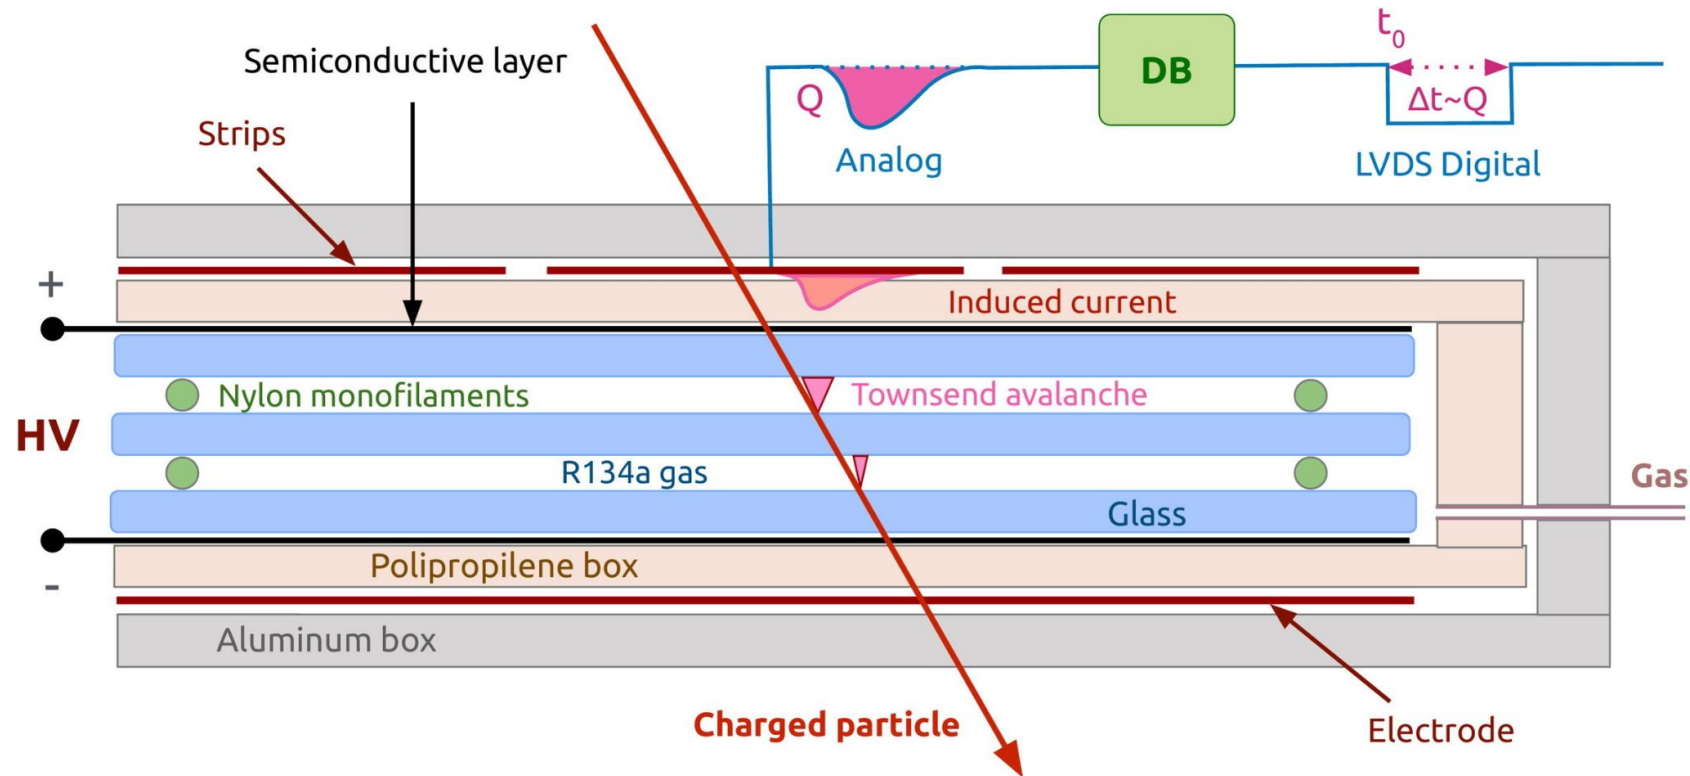 t0
Semiconductive layer
DB
Q
Δt~Q
Strips
Analog
LVDS Digital
+
Induced current
Nylon monofilaments
Townsend avalanche
HV
R134a gas
Gas
Glass
Polipropilene box
-
Aluminum box
Charged particle
Electrode